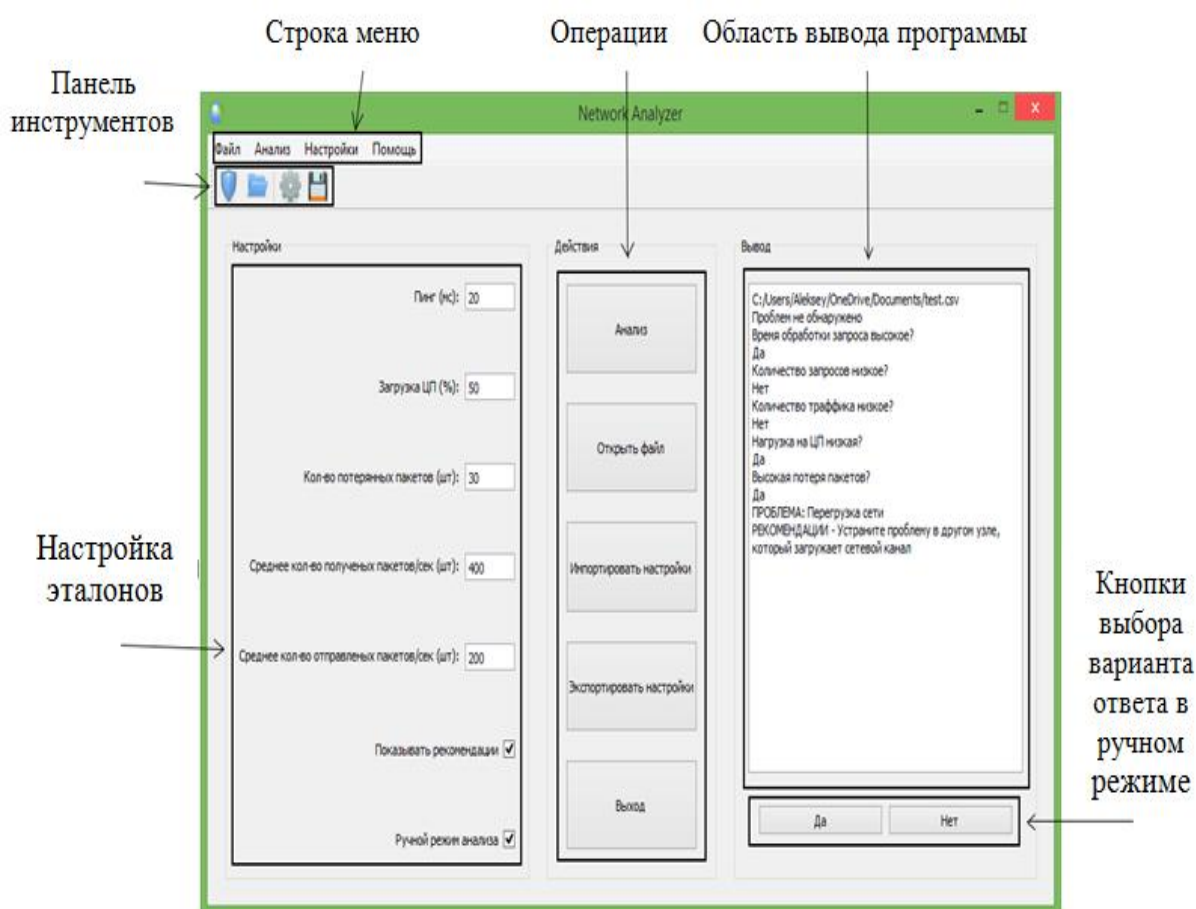 Строка меню
Операции
Область вывода программы
Панель
инструментов
Network Analyzer
Файл Анализ Настройки Помощь
Настройки
Пинг (мс): 20
Загрузка ЦП (%): 50
Кол-во потерянных пакетов (шт): 30
Среднее кол-во полученых пакетов/сек (шт): 400
Среднее кол-во отправленых пакетов/сек (шт): 200
Показывать рекомендации
Ручной режим анализа
Настройка
эталонов
Действия
Анализ
Открыть файл
Импортировать настройки
Экспортировать настройки
Выход
Вывод
C:/Users/Aleksey/OneDrive/Documents/test.csv
Проблем не обнаружено
Время обработки запроса высокое?
Да
Количество запросов низкое?
Нет
Количество траффика низкое?
Нет
Нагрузка на ЦП низкая?
Да
Высокая потеря пакетов?
Да
ПРОБЛЕМА: Перегрузка сети
РЕКОМЕНДАЦИИ - Устраните проблему в другом узле,
который загружает сетевой канал
Да
Нет
Кнопки
выбора
варианта
ответа в
ручном
режиме